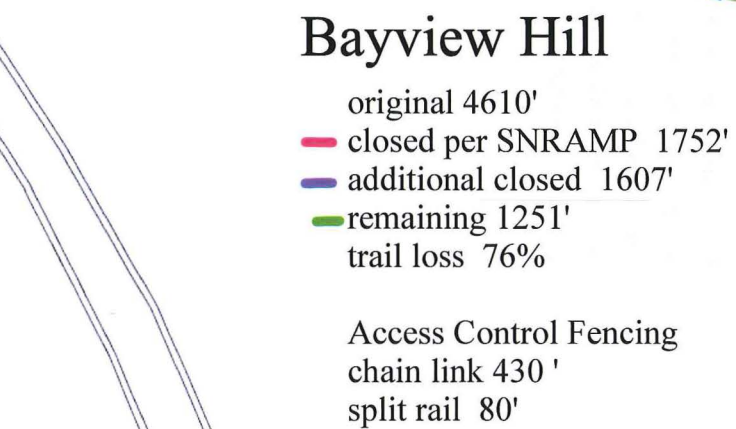 Bayview Hill
original 4610'
closed per SNRAMP 1752'
additional closed 1607'
remaining 1251'
trail loss 76%
Access Control Fencing
chain link 430 '
split rail 80'